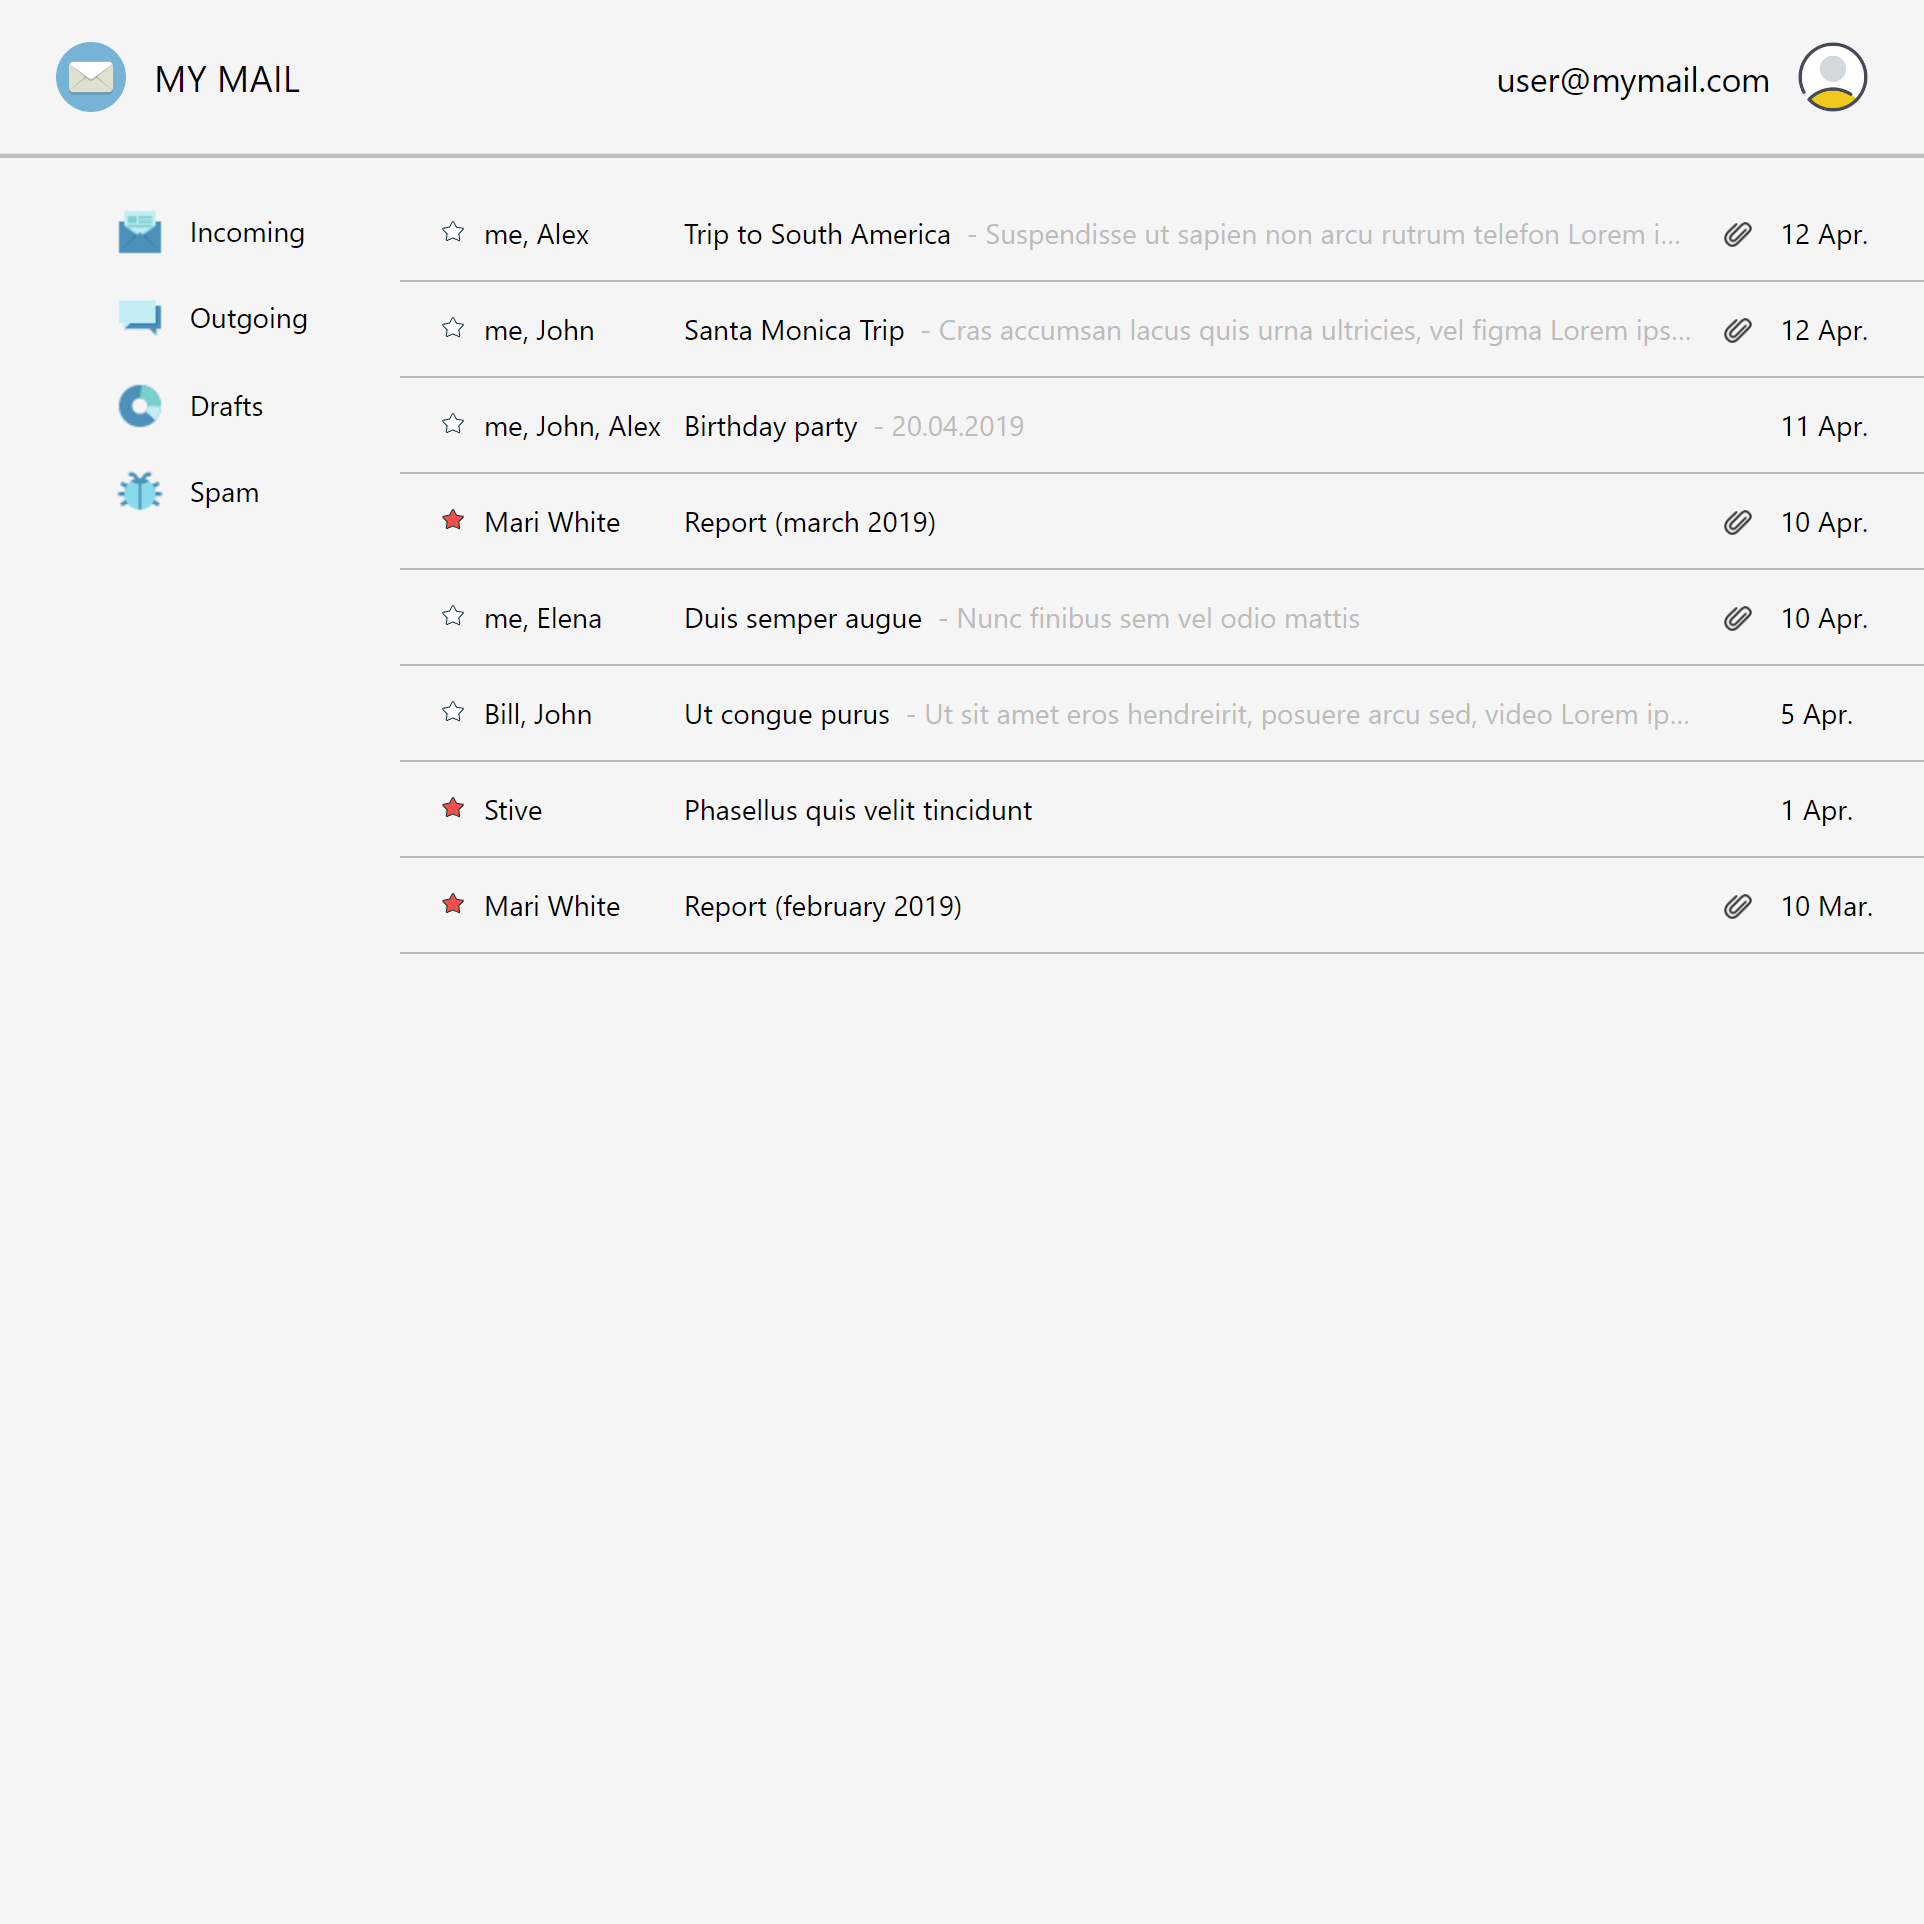 MY MAIL
user@mymail.com
Incoming
Outgoing
Drafts
Spam
me, Alex Trip to South America - Suspendisse ut sapien non arcu rutrum telefon Lorem i... 12 Apr.
me, John Santa Monica Trip - Cras accumsan lacus quis urna ultricies, vel figma Lorem ips... 12 Apr.
me, John, Alex Birthday party - 20.04.2019 11 Apr.
Mari White Report (march 2019) 10 Apr.
me, Elena Duis semper augue - Nunc finibus sem vel odio mattis 10 Apr.
Bill, John Ut congue purus - Ut sit amet eros hendreirit, posuere arcu sed, video Lorem ip... 5 Apr.
Stive Phasellus quis velit tincidunt 1 Apr.
Mari White Report (february 2019) 10 Mar.